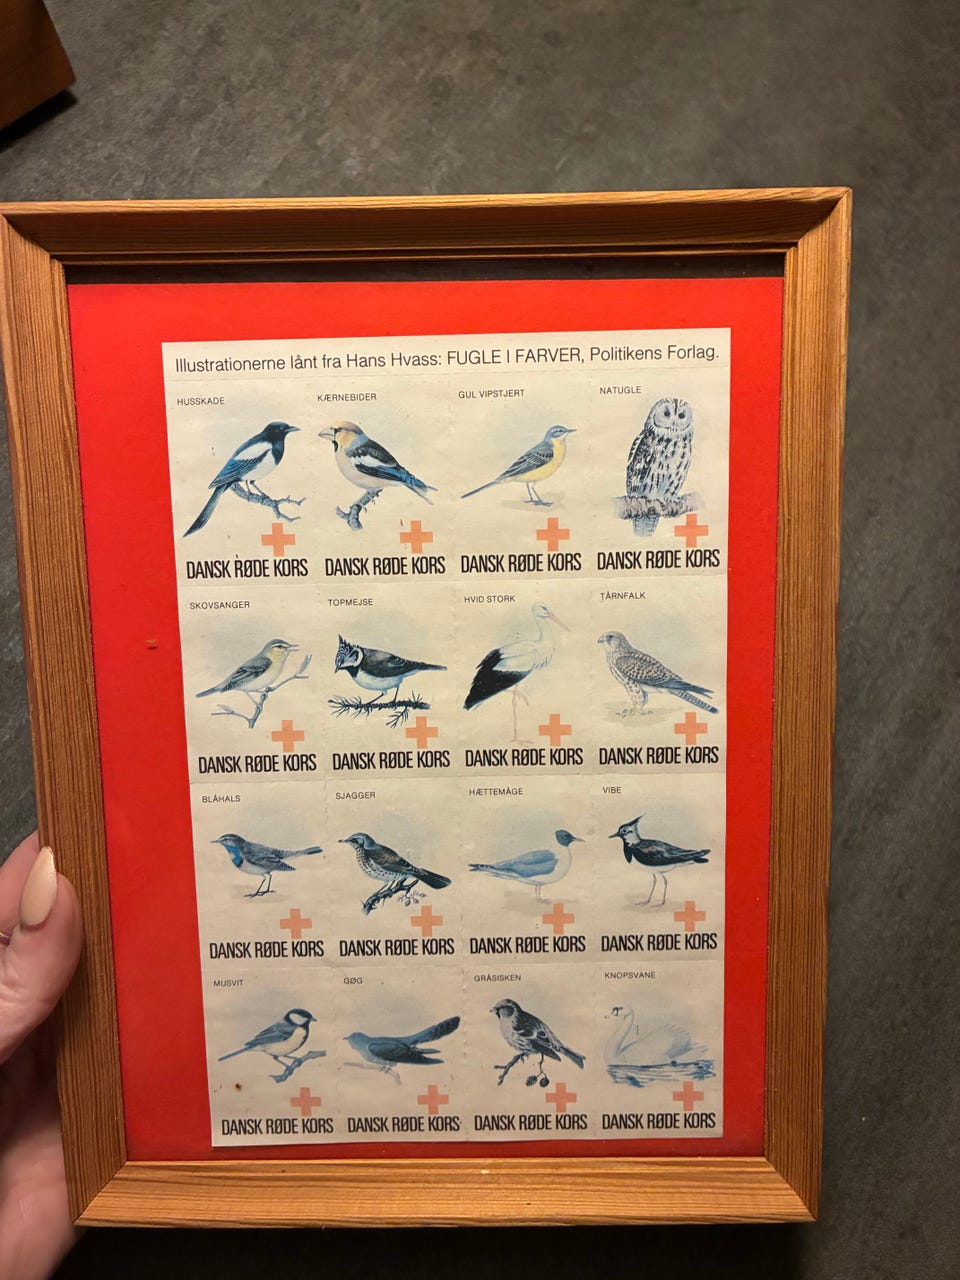 Illustrationerne lånt fra Hans Hvass: FUGLE I FARVER, Politikens Forlag.
HUSSKADE
KÆRNEBIDER
GUL VIPSTJERT
NATUGLE
DANSK RØDE KORS
DANSK RØDE KORS
DANSK RØDE KORS
DANSK RØDE KORS
SKOVSANGER
TOPMEJSE
HVID STORK
TÅRNFALK
DANSK RØDE KORS
DANSK RØDE KORS
DANSK RØDE KORS
DANSK RØDE KORS
BLÅHALS
SJAGGER
HÆTTEMÅGE
VIBE
DANSK RØDE KORS
DANSK RØDE KORS
DANSK RØDE KORS
DANSK RØDE KORS
MUSVIT
GØG
GRÅSISKEN
KNOPSVANE
DANSK RØDE KORS
DANSK RØDE KORS
DANSK RØDE KORS
DANSK RØDE KORS